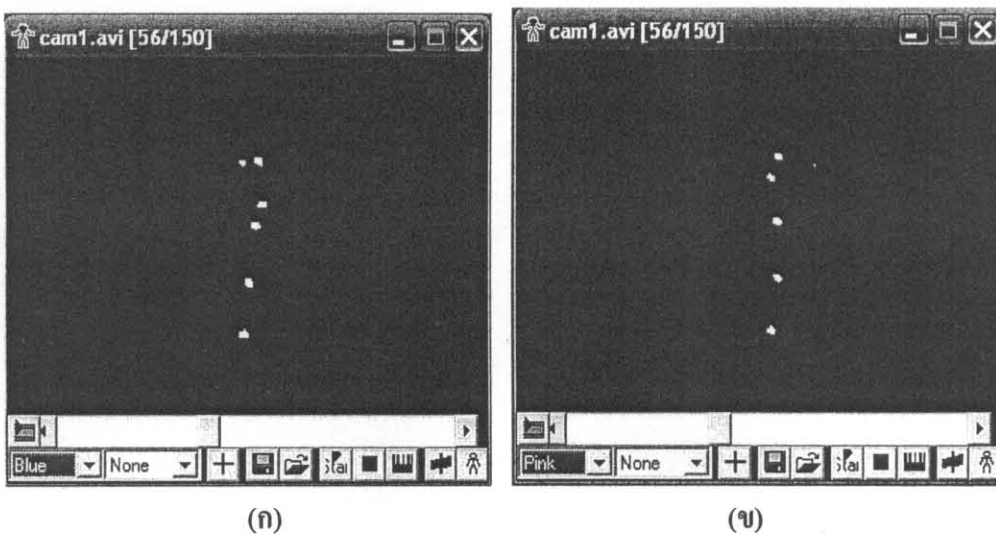 cam1.avi [56/150]
cam1.avi [56/150]
Blue None
Pink None
(ก)
(ข)